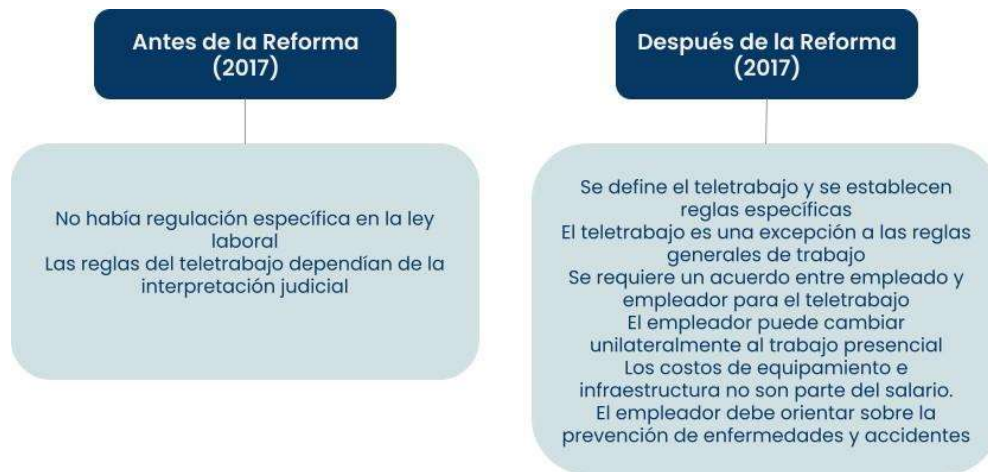 Antes de la Reforma
(2017)
No había regulación específica en la ley
laboral
Las reglas del teletrabajo dependían de la
interpretación judicial
Después de la Reforma
(2017)
Se define el teletrabajo y se establecen
reglas específicas
El teletrabajo es una excepción a las reglas
generales de trabajo
Se requiere un acuerdo entre empleado y
empleador para el teletrabajo
El empleador puede cambiar
unilateralmente al trabajo presencial
Los costos de equipamiento e
infraestructura no son parte del salario.
El empleador debe orientar sobre la
prevención de enfermedades y accidentes